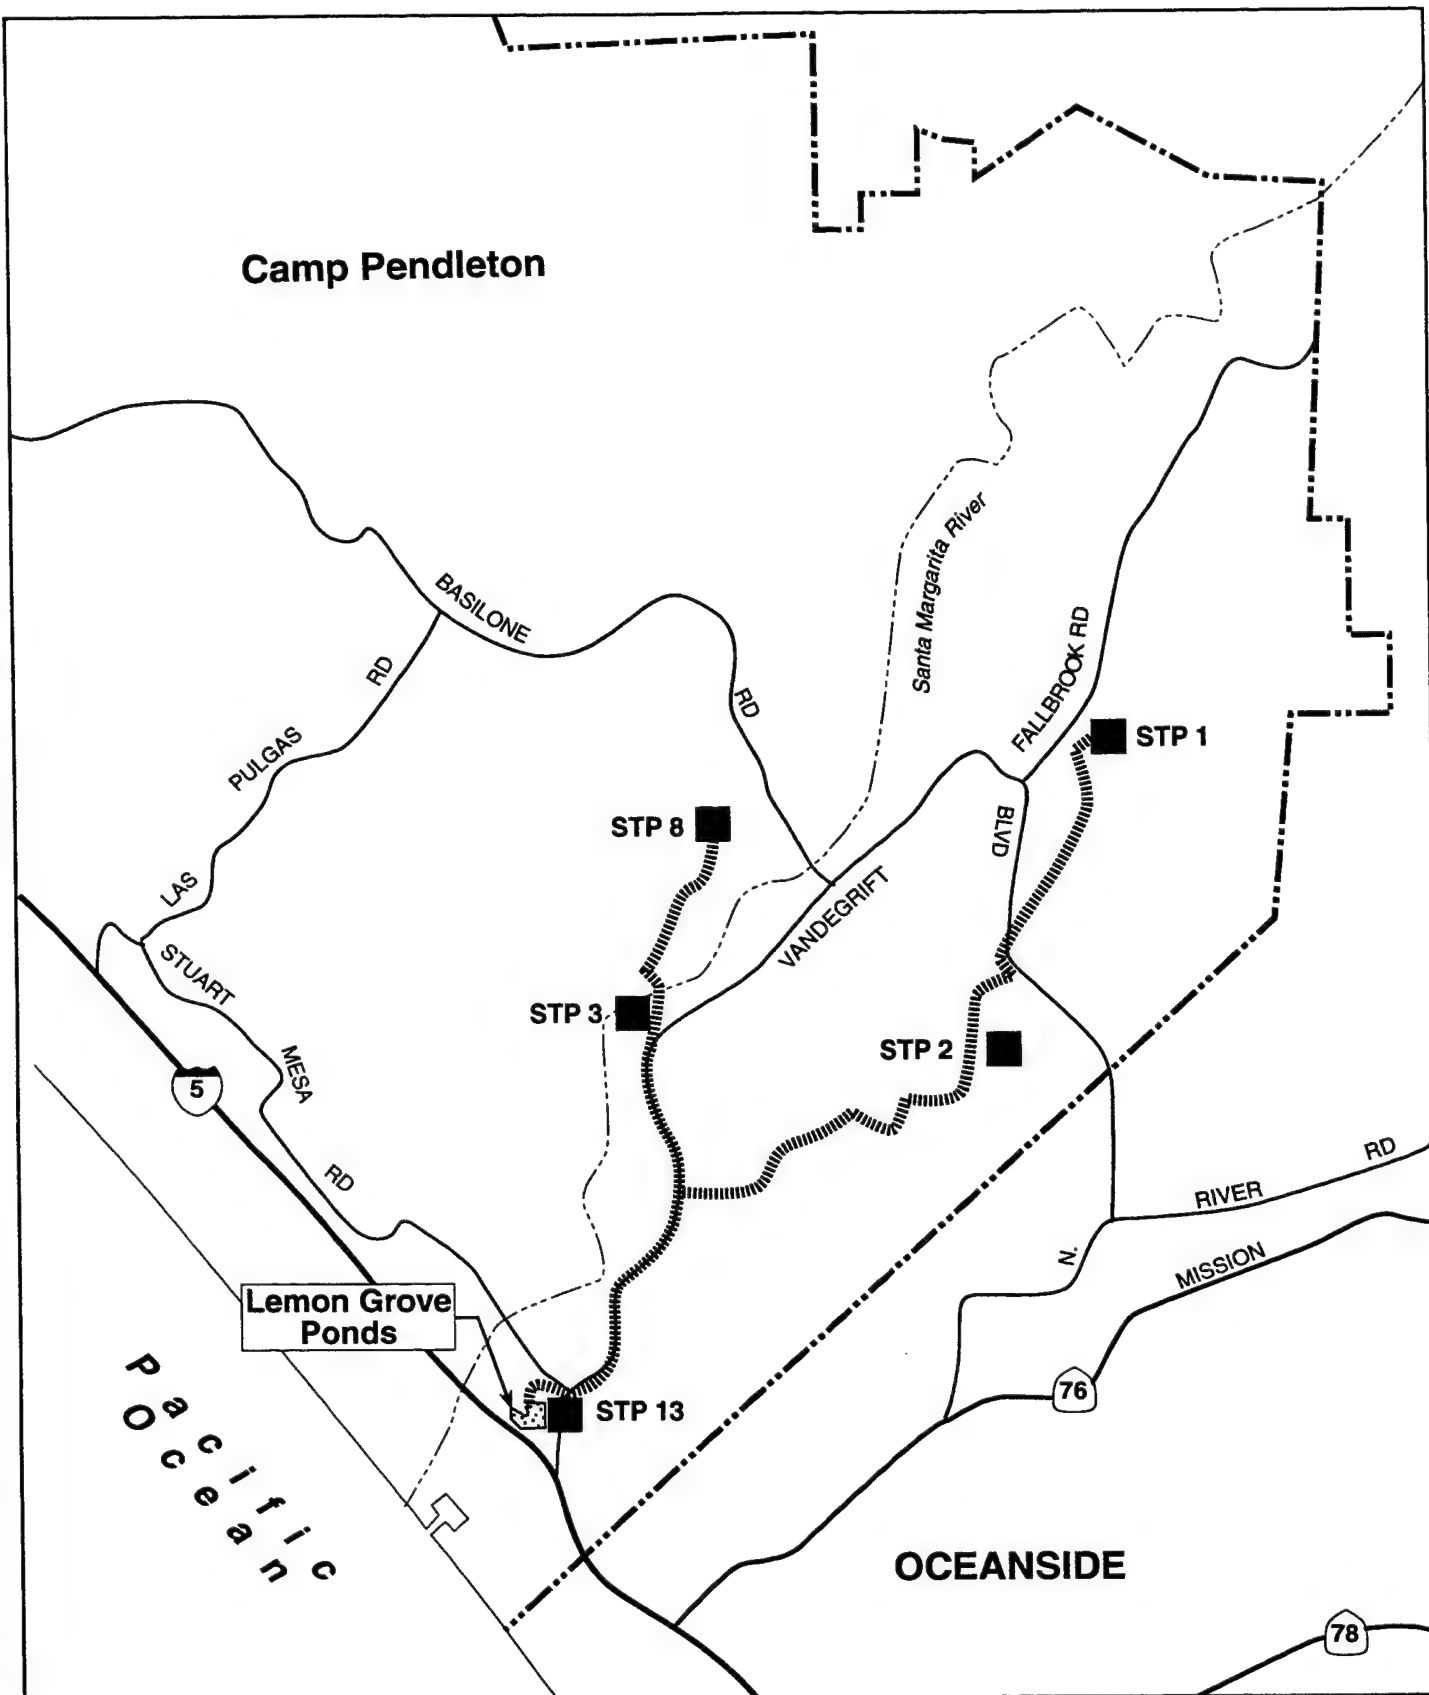 Camp Pendleton
BASILONE
RD
Santa Margarita River
RD
FALLBROOK RD
PULGAS
STP 1
STP 8
BLVD
LAS
VANDEGRIFT
STUART
STP 3
STP 2
MESA
5
RD
RD
RIVER
N.
MISSION
Lemon Grove
Ponds
76
STP 13
Pacific
Ocean
OCEANSIDE
78